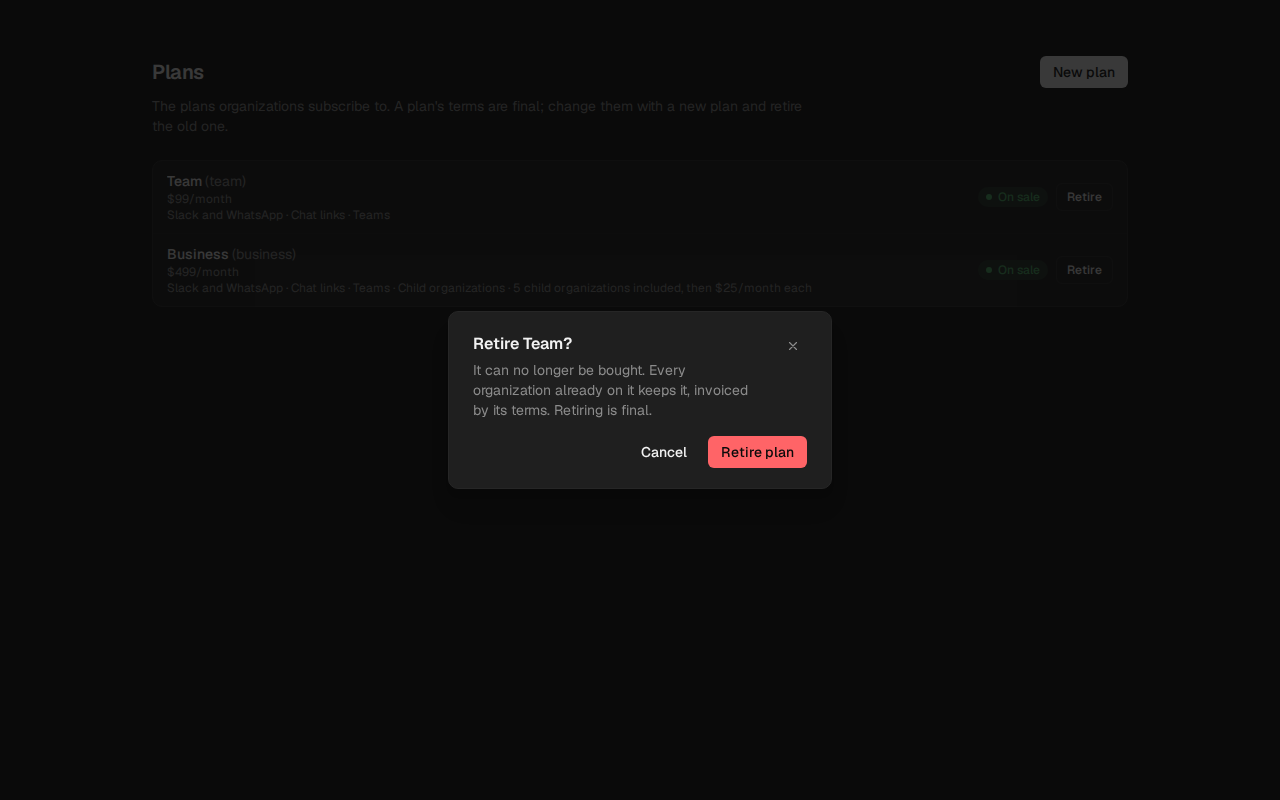 Plans
New plan
The plans organizations subscribe to. A plan's terms are final; change them with a new plan and retire
the old one.
Team (team)
$99/month
Slack and WhatsApp · Chat links · Teams
On sale
Retire
Business (business)
$499/month
Slack and WhatsApp · Chat links · Teams · Child organizations · 5 child organizations included, then $25/month each
On sale
Retire
Retire Team?
It can no longer be bought. Every
organization already on it keeps it, invoiced
by its terms. Retiring is final.
Cancel
Retire plan